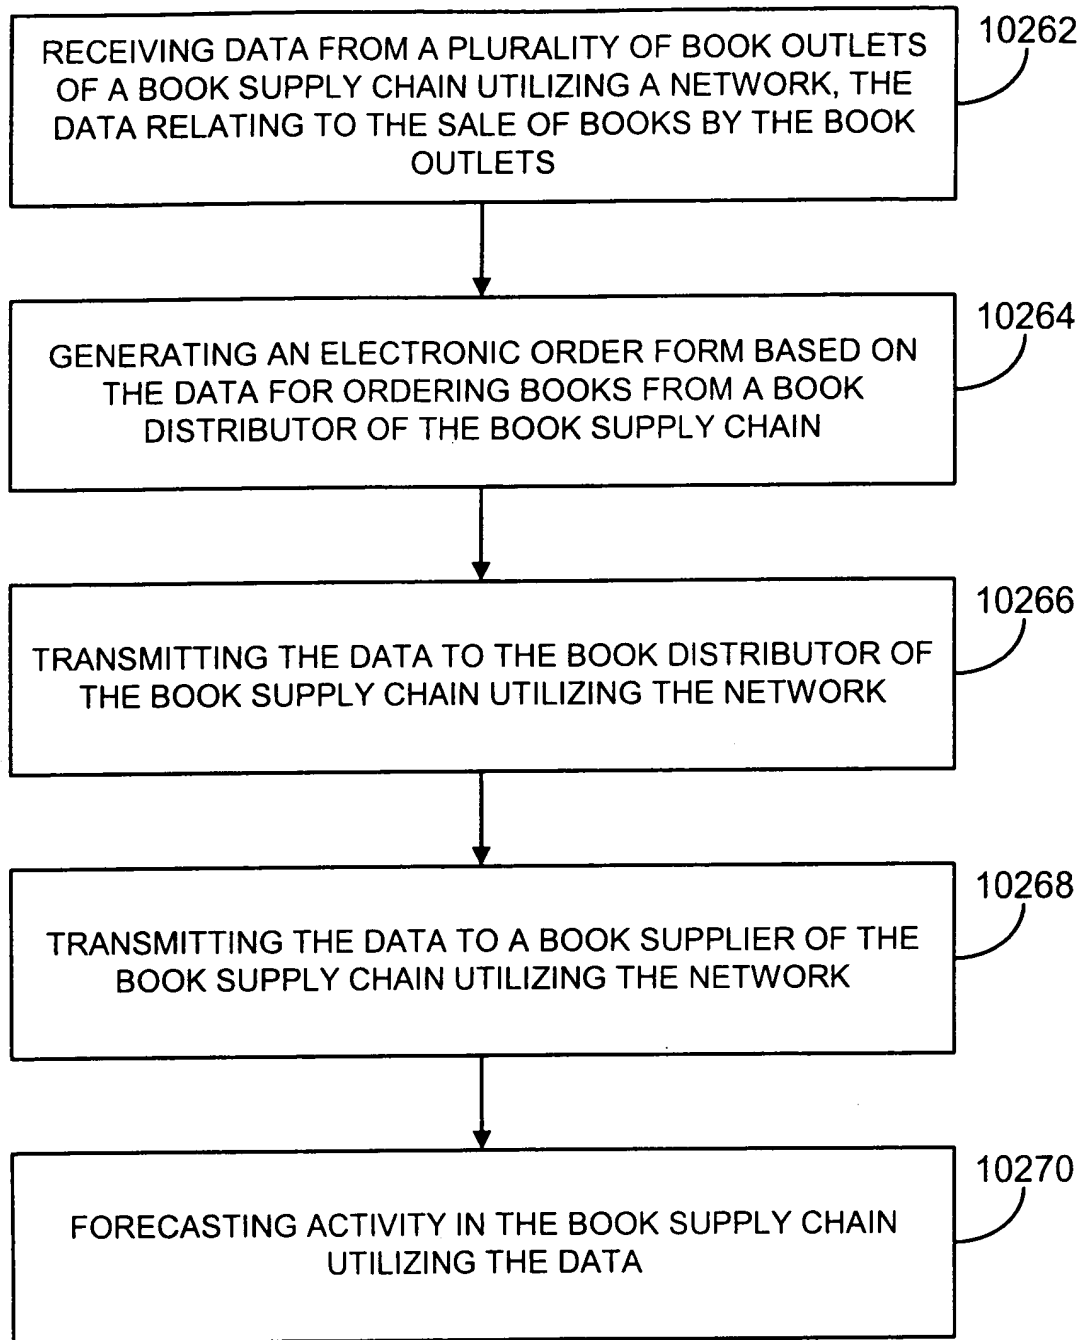 10262
RECEIVING DATA FROM A PLURALITY OF BOOK OUTLETS
OF A BOOK SUPPLY CHAIN UTILIZING A NETWORK, THE
DATA RELATING TO THE SALE OF BOOKS BY THE BOOK
OUTLETS
10264
GENERATING AN ELECTRONIC ORDER FORM BASED ON
THE DATA FOR ORDERING BOOKS FROM A BOOK
DISTRIBUTOR OF THE BOOK SUPPLY CHAIN
10266
TRANSMITTING THE DATA TO THE BOOK DISTRIBUTOR OF
THE BOOK SUPPLY CHAIN UTILIZING THE NETWORK
10268
TRANSMITTING THE DATA TO A BOOK SUPPLIER OF THE
BOOK SUPPLY CHAIN UTILIZING THE NETWORK
10270
FORECASTING ACTIVITY IN THE BOOK SUPPLY CHAIN
UTILIZING THE DATA